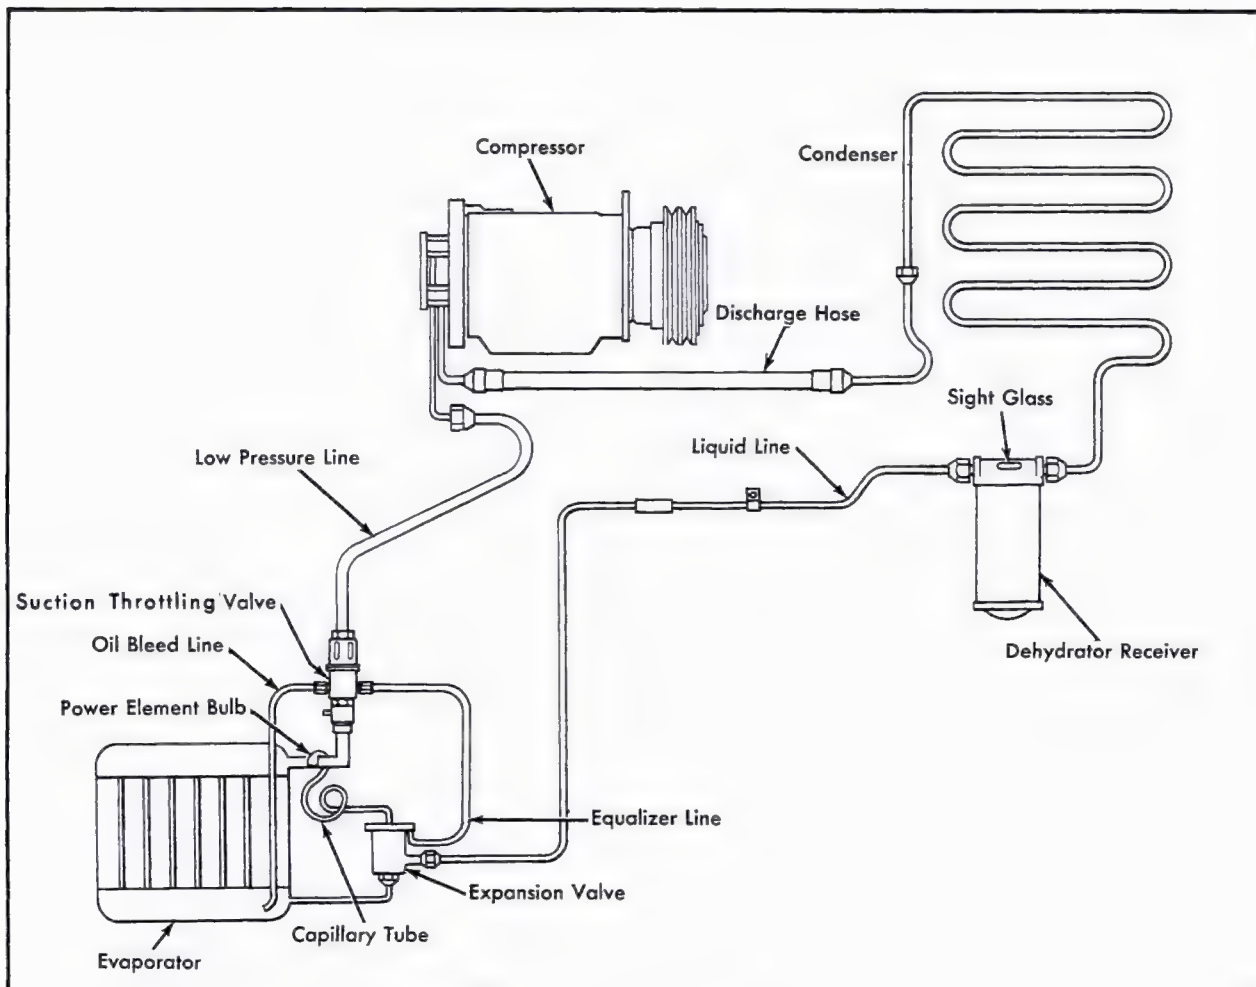 Compressor
Condenser
Discharge Hose
Sight Glass
Liquid Line
Low Pressure Line
Suction Throttling Valve
Oil Bleed Line
Dehydrator Receiver
Power Element Bulb
Equalizer Line
Expansion Valve
Capillary Tube
Evaporator